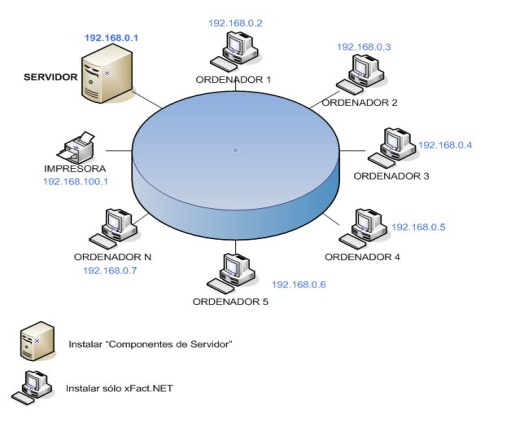 192.168.0.2
192.168.0.1
192.168.0.3
SERVIDOR
ORDENADOR 1
ORDENADOR 2
192.168.0.4
IMPRESORA
192.168.100.1
ORDENADOR 3
192.168.0.5
ORDENADOR N
192.168.0.7
ORDENADOR 4
192.168.0.6
ORDENADOR 5
Instalar "Componentes de Servidor"
Instalar sólo xFact.NET